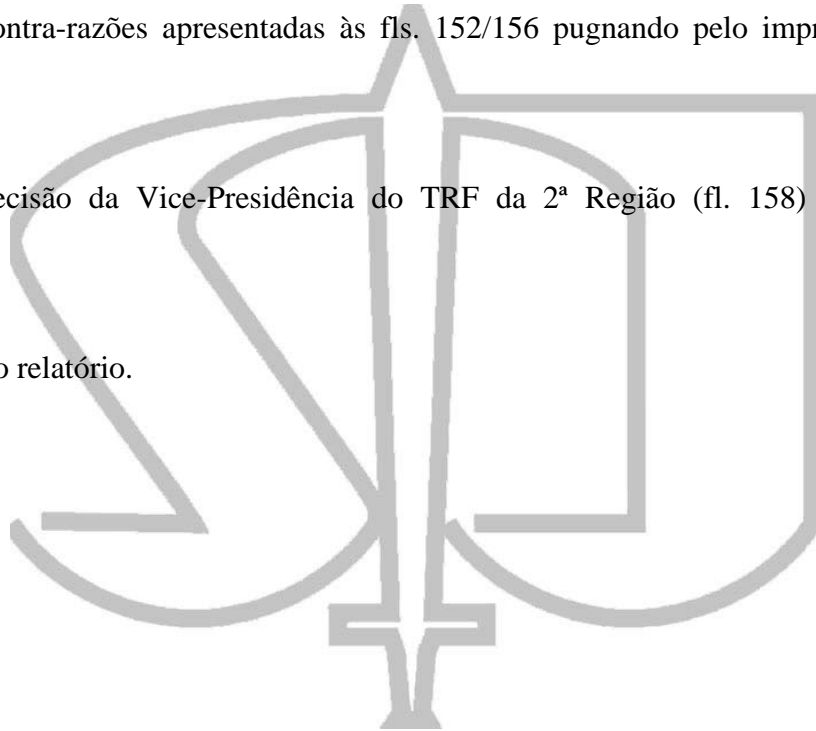 ontra-razões apresentadas às fls. 152/156 pugnando pelo impr
ecisão da Vice-Presidência do TRF da 2ª Região (fl. 158)
o relatório.